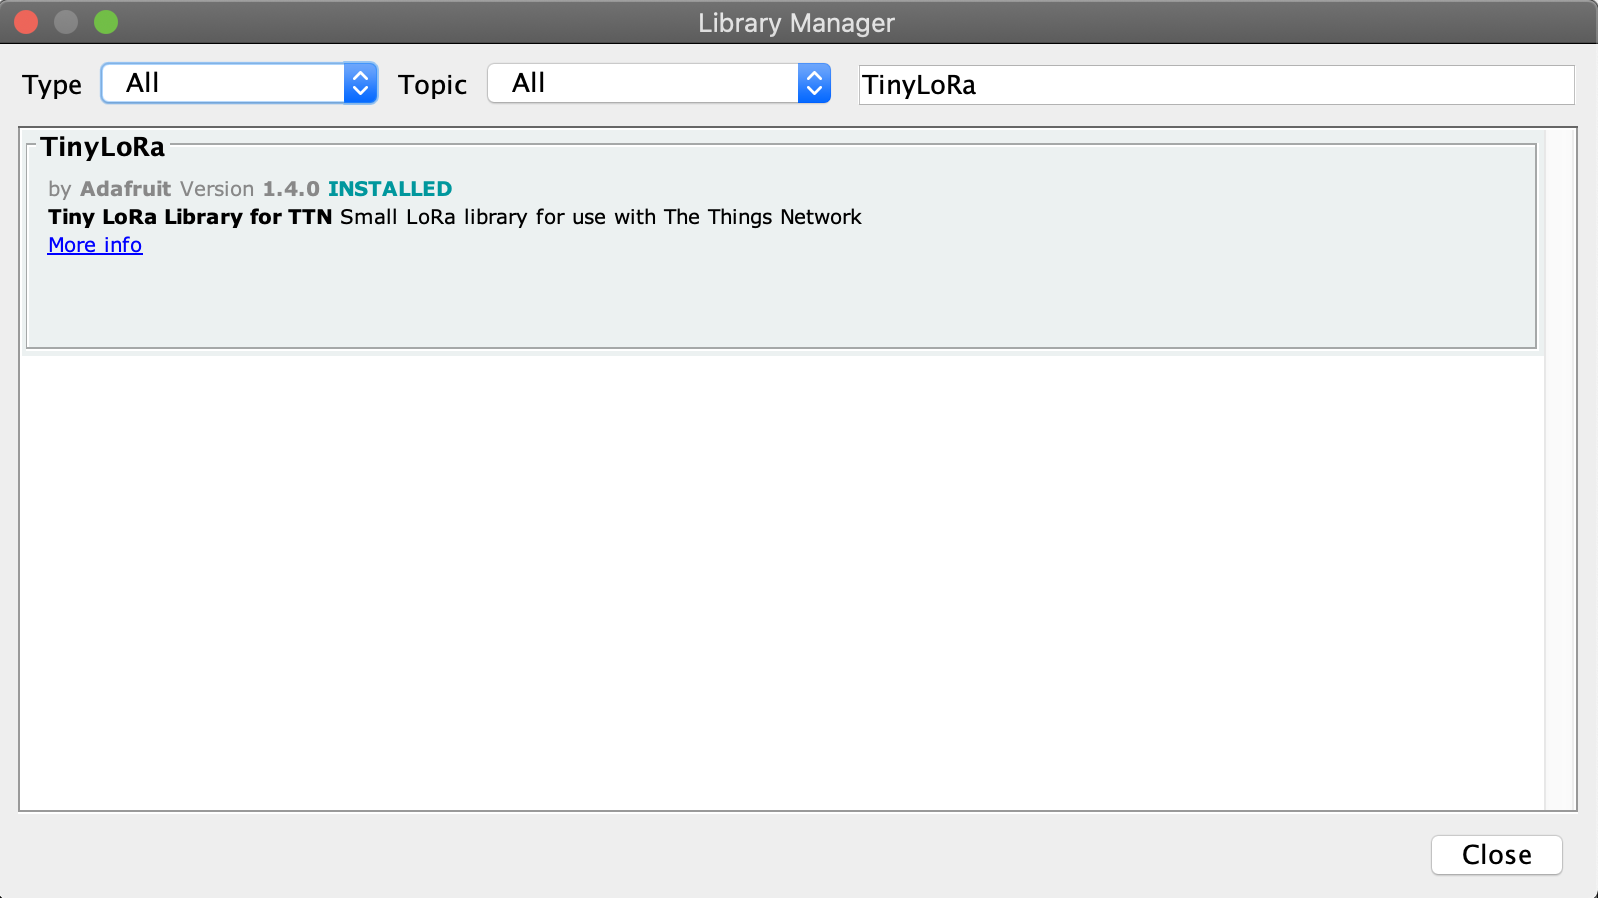 Library Manager
Type All Topic All TinyLoRa
TinyLoRa
by Adafruit Version 1.4.0 INSTALLED
Tiny LoRa Library for TTN Small LoRa library for use with The Things Network
More info
Close